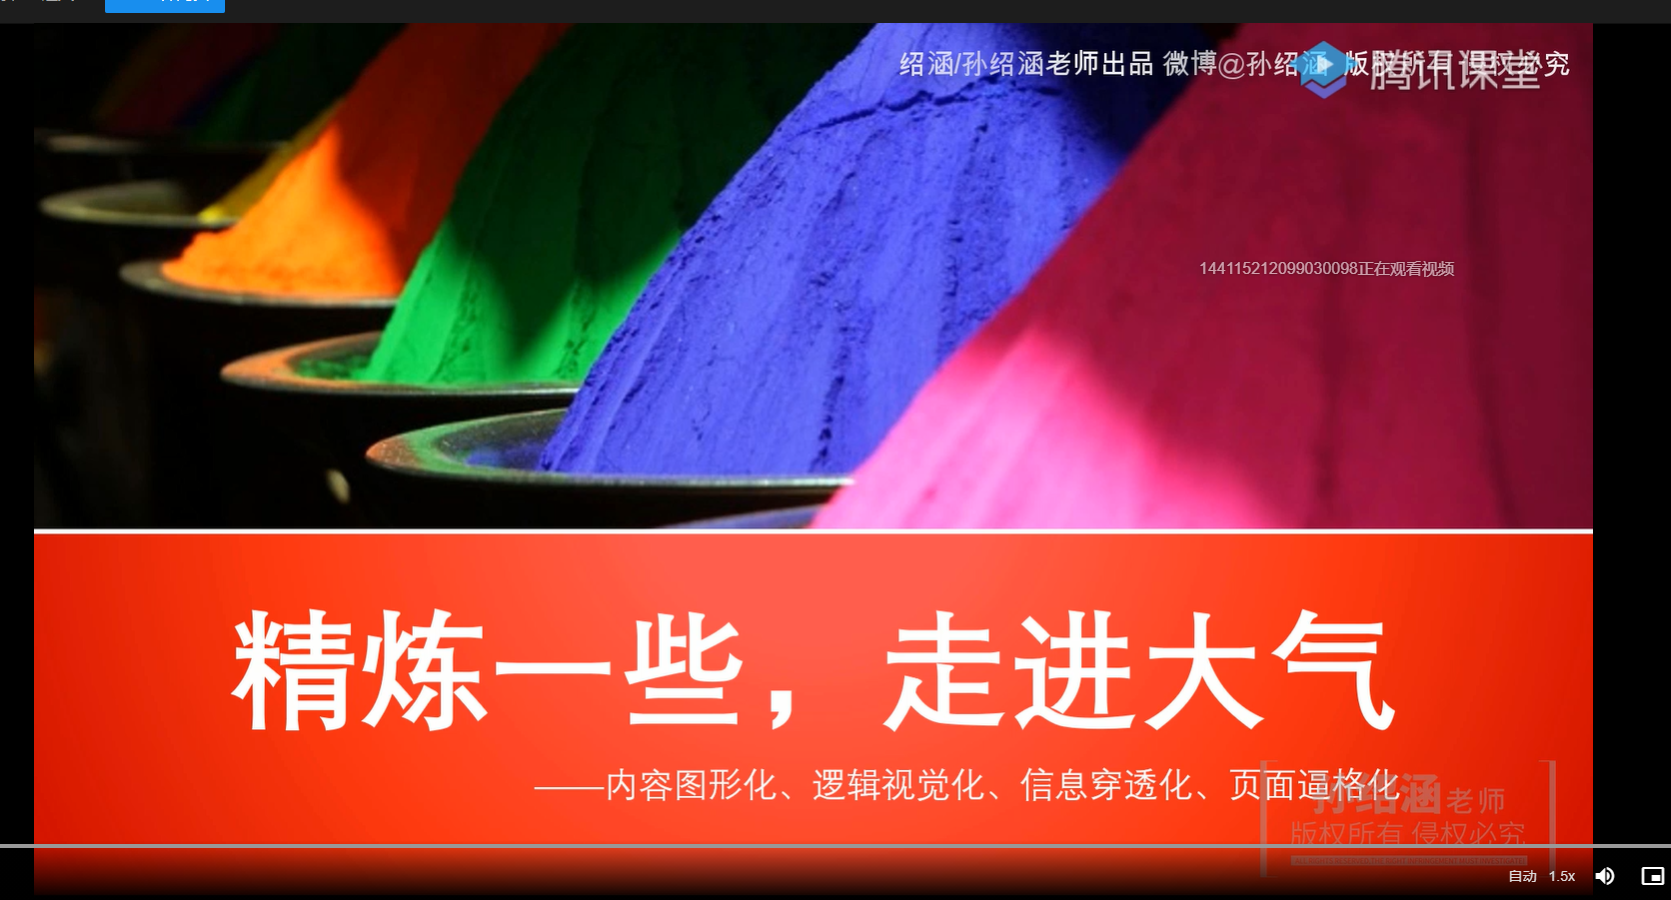 绍涵/孙绍涵老师出品 微博@孙绍涵 版权所有 侵权必究
腾讯课堂
144115212099030098正在观看视频
精炼一些，走进大气
——内容图形化、逻辑视觉化、信息穿透化、页面逼格化
孙绍涵老师
版权所有 侵权必究
自动 1.5x